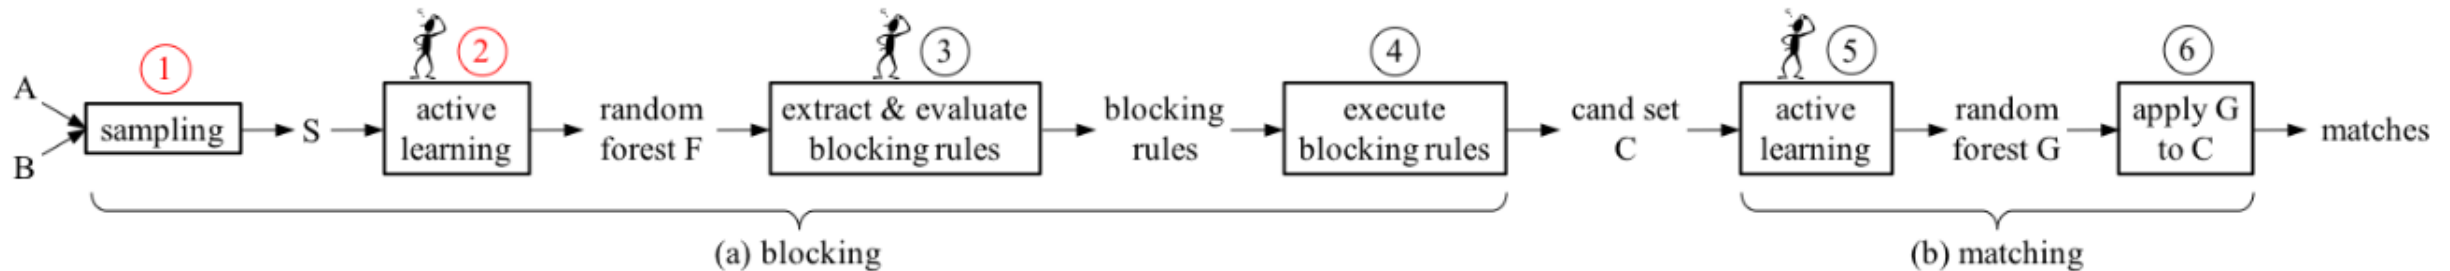 A
B
1
sampling
S
2
active
learning
random
forest F
3
extract & evaluate
blocking rules
blocking
rules
4
execute
blocking rules
cand set
C
5
active
learning
random
forest G
6
apply G
to C
matches
(a) blocking
(b) matching